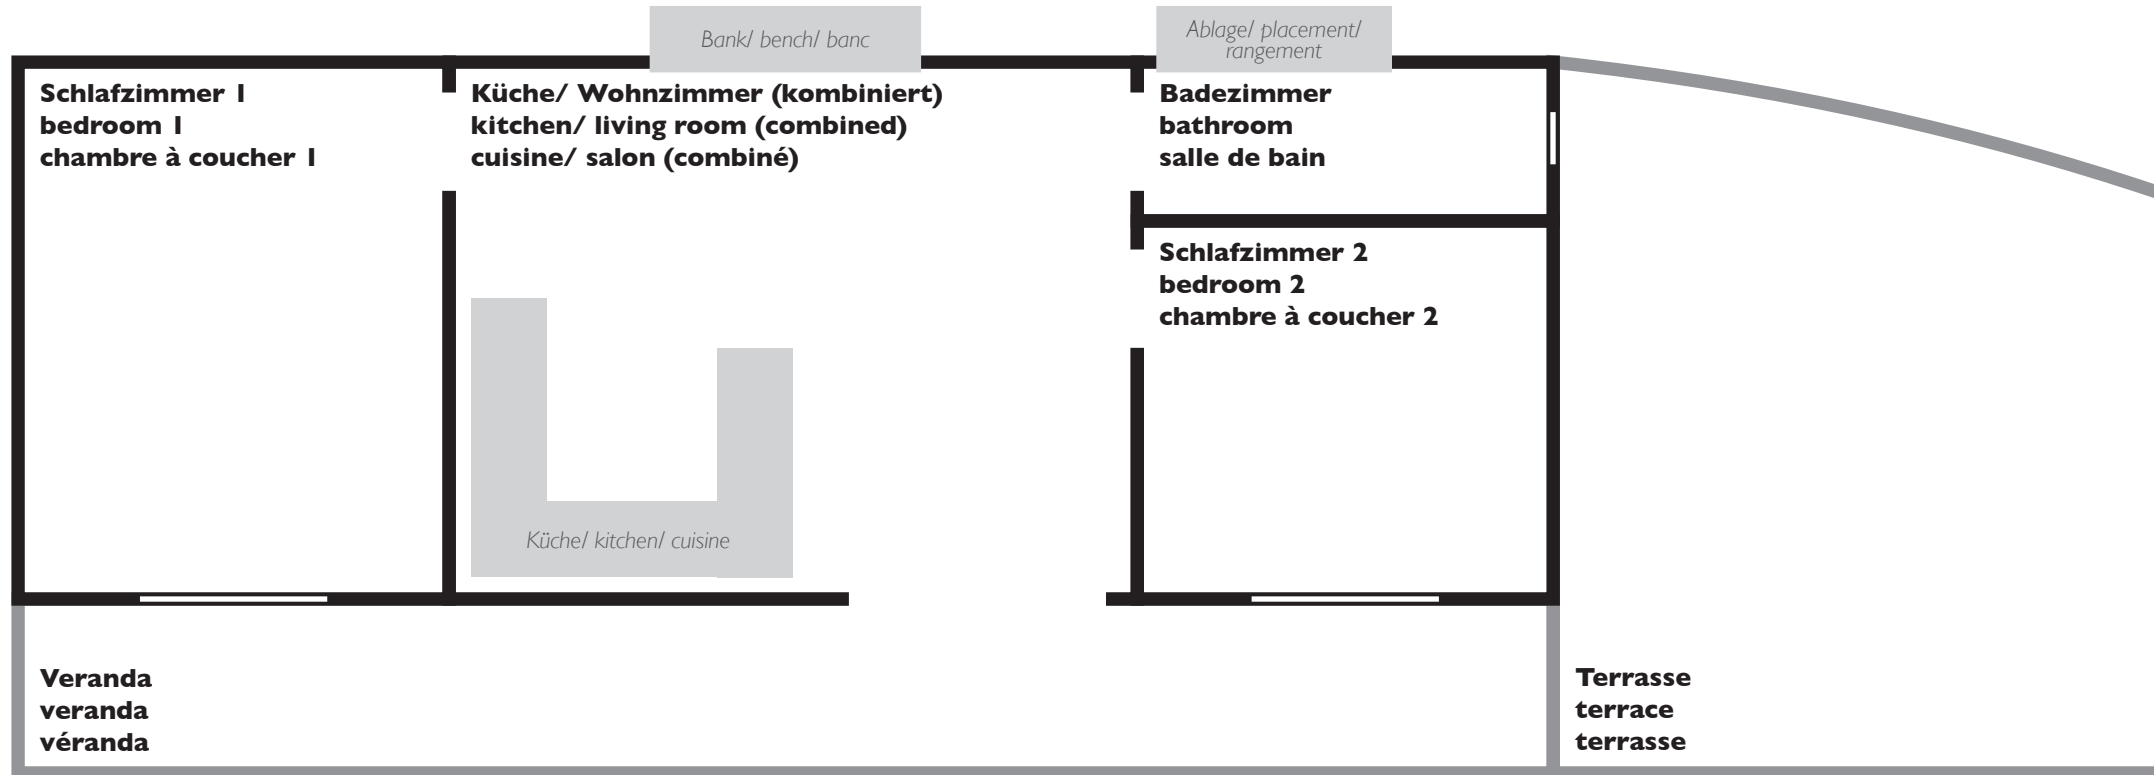 Bank/ bench/ banc
Ablage/ placement/
rangement
Schlafzimmer 1
bedroom 1
chambre à coucher 1
Küche/ Wohnzimmer (kombiniert)
kitchen/ living room (combined)
cuisine/ salon (combiné)
Badezimmer
bathroom
salle de bain
Schlafzimmer 2
bedroom 2
chambre à coucher 2
Küche/ kitchen/ cuisine
Veranda
veranda
véranda
Terrasse
terrace
terrasse